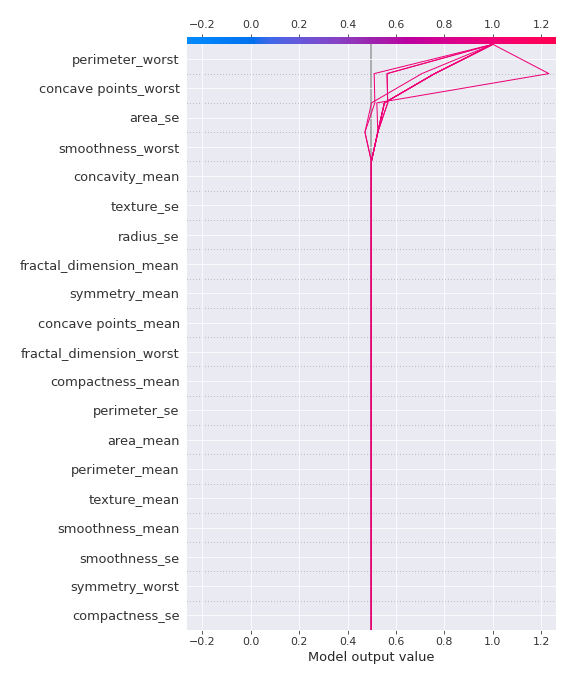 −0.2 0.0 0.2 0.4 0.6 0.8 1.0 1.2
perimeter_worst
concave points_worst
area_se
smoothness_worst
concavity_mean
texture_se
radius_se
fractal_dimension_mean
symmetry_mean
concave points_mean
fractal_dimension_worst
compactness_mean
perimeter_se
area_mean
perimeter_mean
texture_mean
smoothness_mean
smoothness_se
symmetry_worst
compactness_se
−0.2 0.0 0.2 0.4 0.6 0.8 1.0 1.2
Model output value